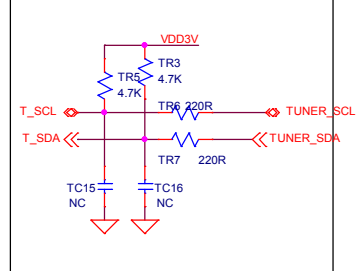 VDD3V
TR3
4.7K
TR5
4.7K
TR6 220R
T_SCL
TUNER_SCL
T_SDA
TUNER_SDA
TR7 220R
TC15
NC
TC16
NC